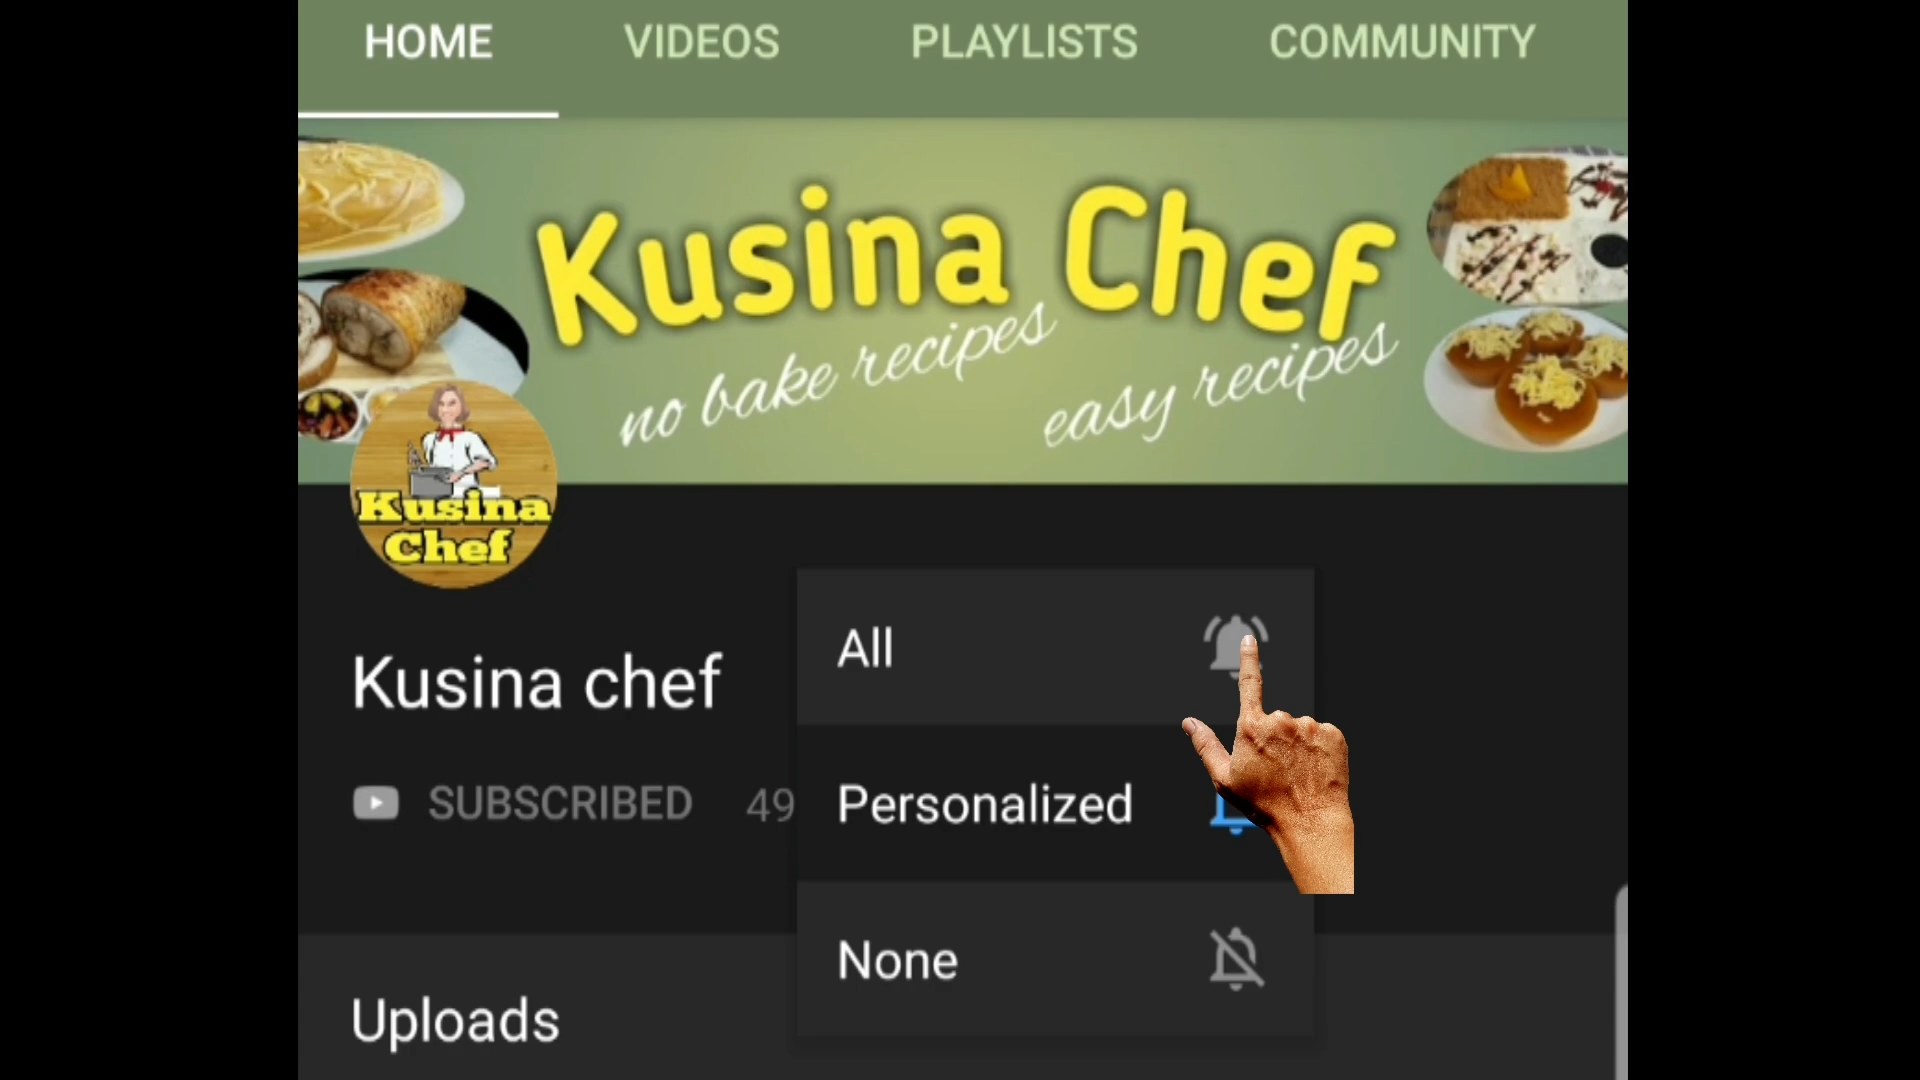 HOME VIDEOS PLAYLISTS COMMUNITY
Kusina Chef
no bake recipes easy recipes
Kusina
Chef
Kusina chef
SUBSCRIBED 49
All
Personalized
None
Uploads